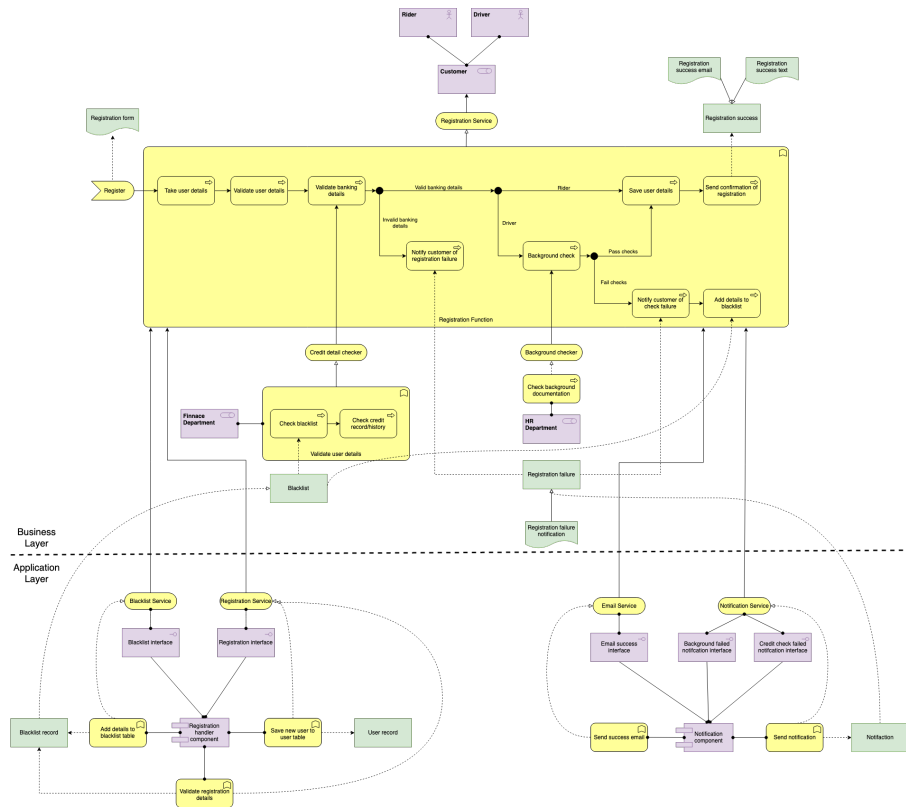 Rider
Driver
Customer
Registration
success email
Registration
success text
Registration form
Registration Service
Registration success
Register
Take user details
Validate user details
Validate banking
details
Valid banking details
Rider
Save user details
Send confirmation of
registration
Invalid banking
details
Driver
Notify customer of
registration failure
Background check
Pass checks
Fail checks
Notify customer of
check failure
Add details to
blacklist
Registration Function
Credit detail checker
Background checker
Check background
documentation
Finnace
Department
Check blacklist
Check credit
record/history
HR
Department
Validate user details
Blacklist
Registration failure
Registration failure
notification
Business
Layer
Application
Layer
Blacklist Service
Registration Service
Email Service
Notification Service
Blacklist interface
Registration interface
Email success
interface
Background failed
notifcation interface
Credit check failed
notifcation interface
Blacklist record
Add details to
blacklist table
Registration
handler
component
Save new user to
user table
User record
Send success email
Notification
component
Send notification
Notifaction
Validate registration
details